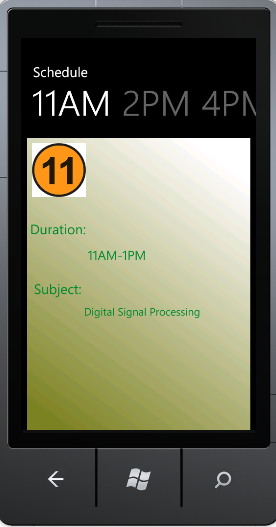 Schedule
11AM 2PM 4PM
11
Duration:
11AM-1PM
Subject:
Digital Signal Processing